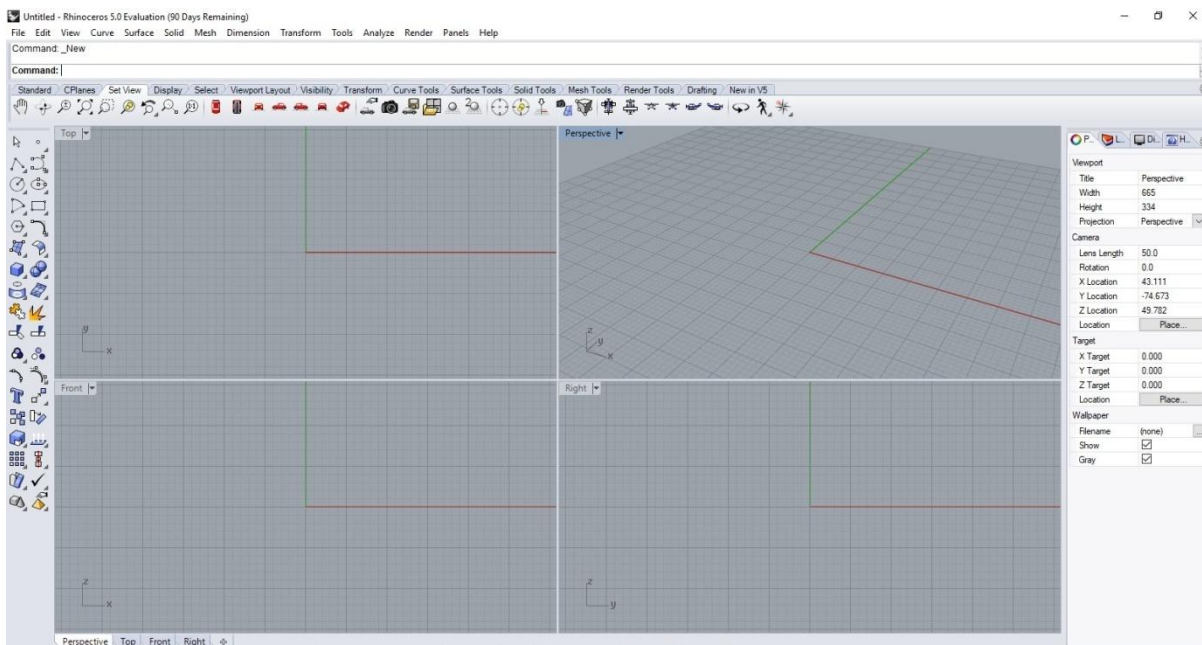 Untitled - Rhinoceros 5.0 Evaluation (90 Days Remaining)
File Edit View Curve Surface Solid Mesh Dimension Transform Tools Analyze Render Panels Help
Command: _New
Command:
Standard CPlanes Set View Display Select Viewport Layout Visibility Transform Curve Tools Surface Tools Solid Tools Mesh Tools Render Tools Drafting New in V5
Top
Perspective
P... L... Di... H...
Viewport
Title Perspective
Width 665
Height 334
Projection Perspective
Camera
Lens Length 50.0
Rotation 0.0
X Location 43.111
Y Location -74.673
Z Location 49.782
Location Place...
Target
X Target 0.000
Y Target 0.000
Z Target 0.000
Location Place...
Wallpaper
Filename (none) ...
Show
Gray
y
x
z
y
x
Front
Right
z
x
z
y
Perspective Top Front Right